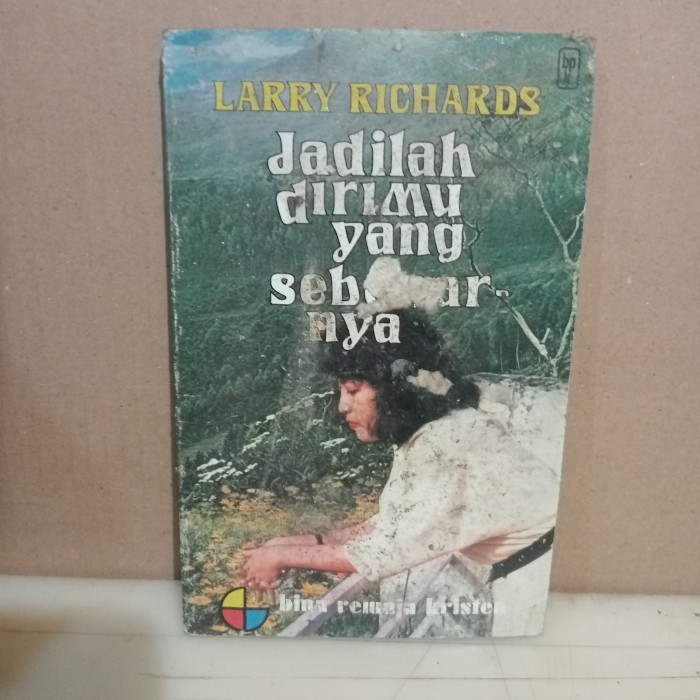 LARRY RICHARDS
Jadilah
dirimu
yang
nya
bina remaja kristen